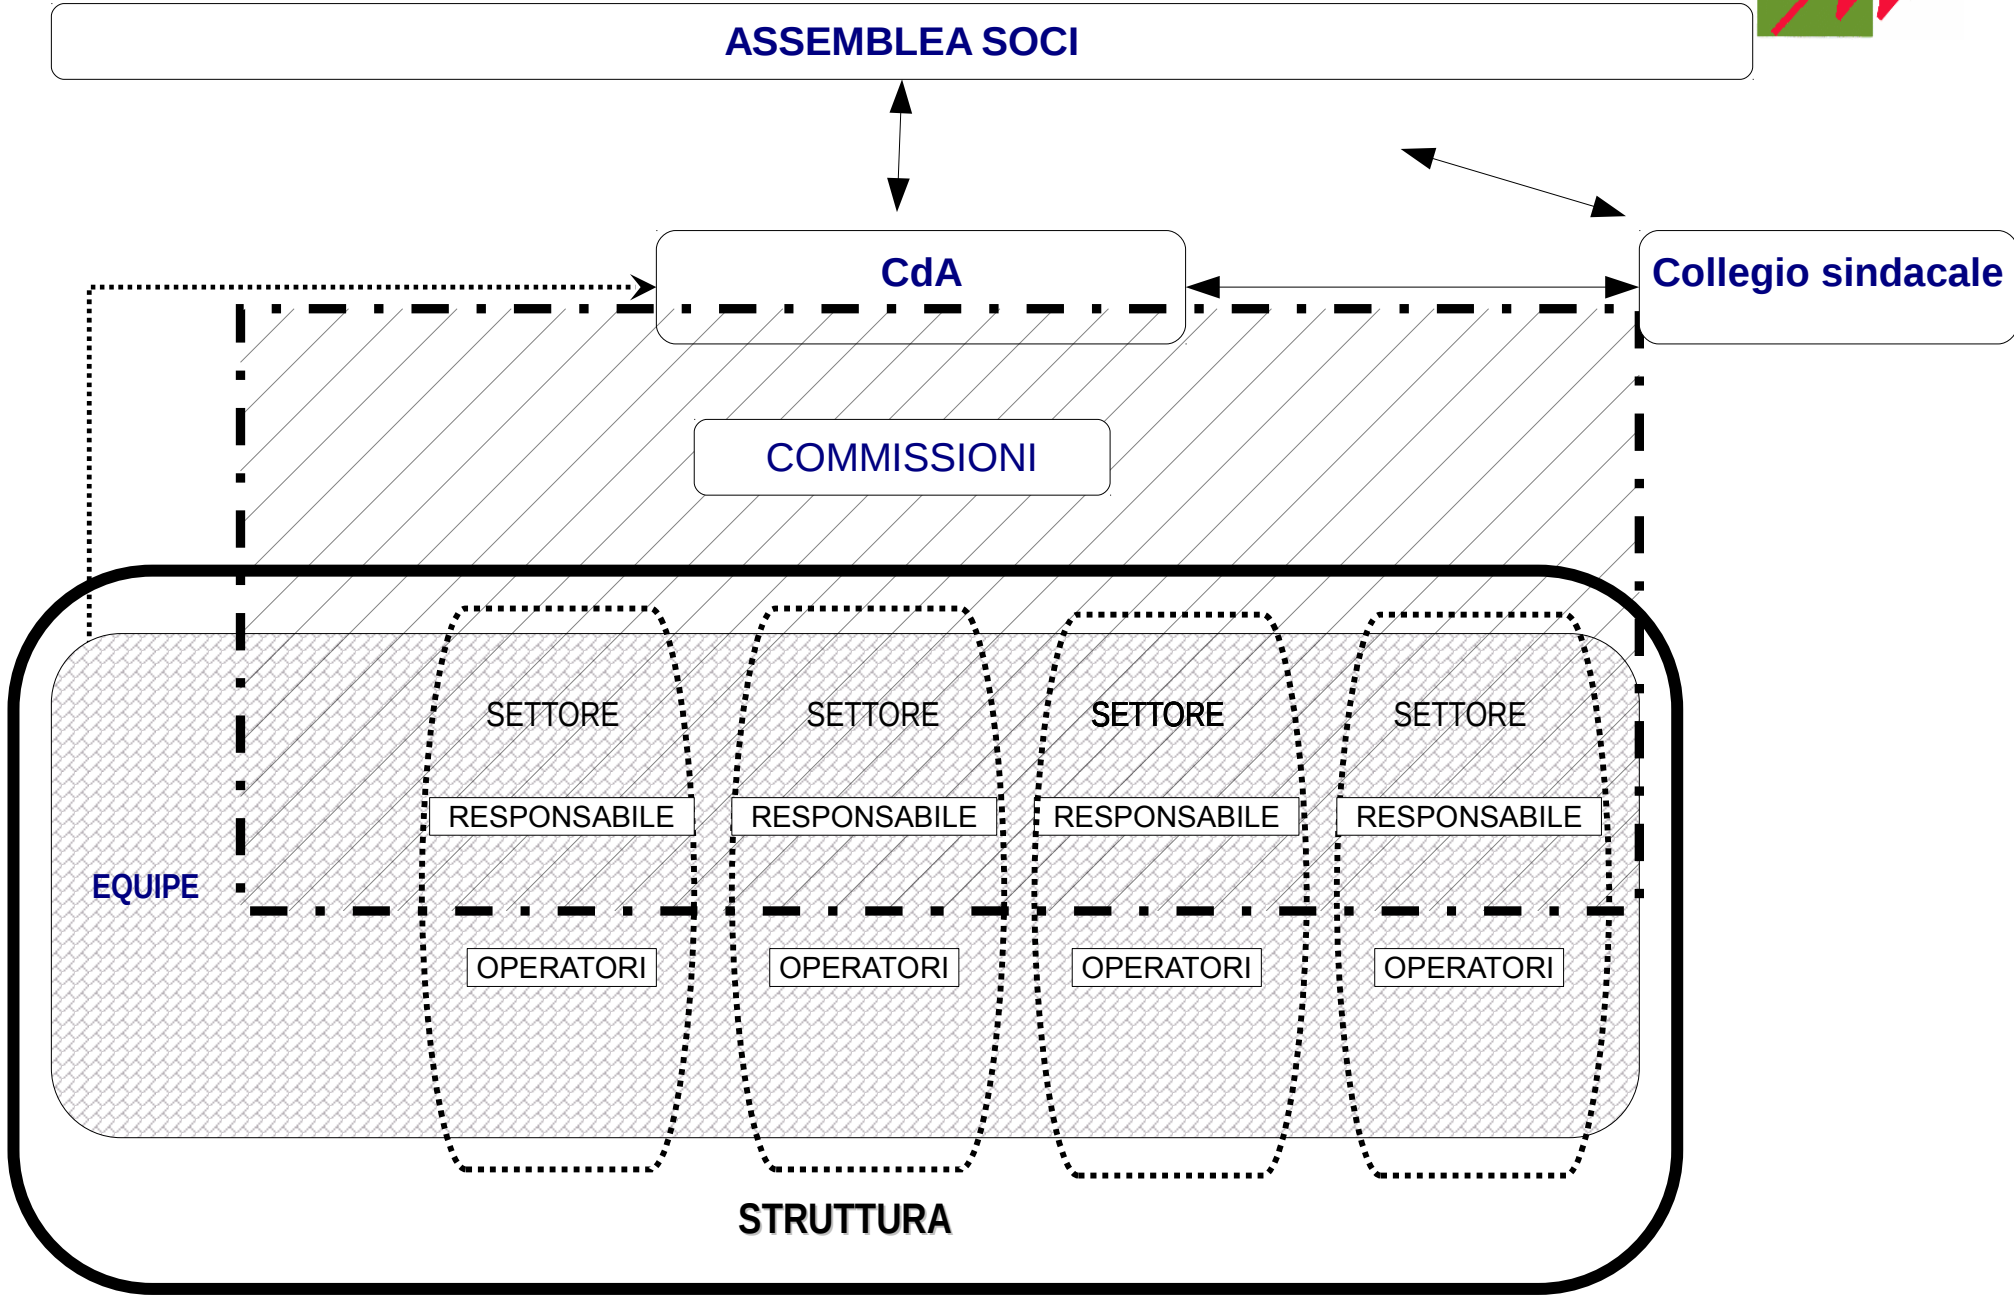 ASSEMBLEA SOCI
CdA
Collegio sindacale
COMMISSIONI
SETTORE SETTORE SETTORE SETTORE
RESPONSABILE RESPONSABILE RESPONSABILE RESPONSABILE
EQUIPE
OPERATORI OPERATORI OPERATORI OPERATORI
STRUTTURA